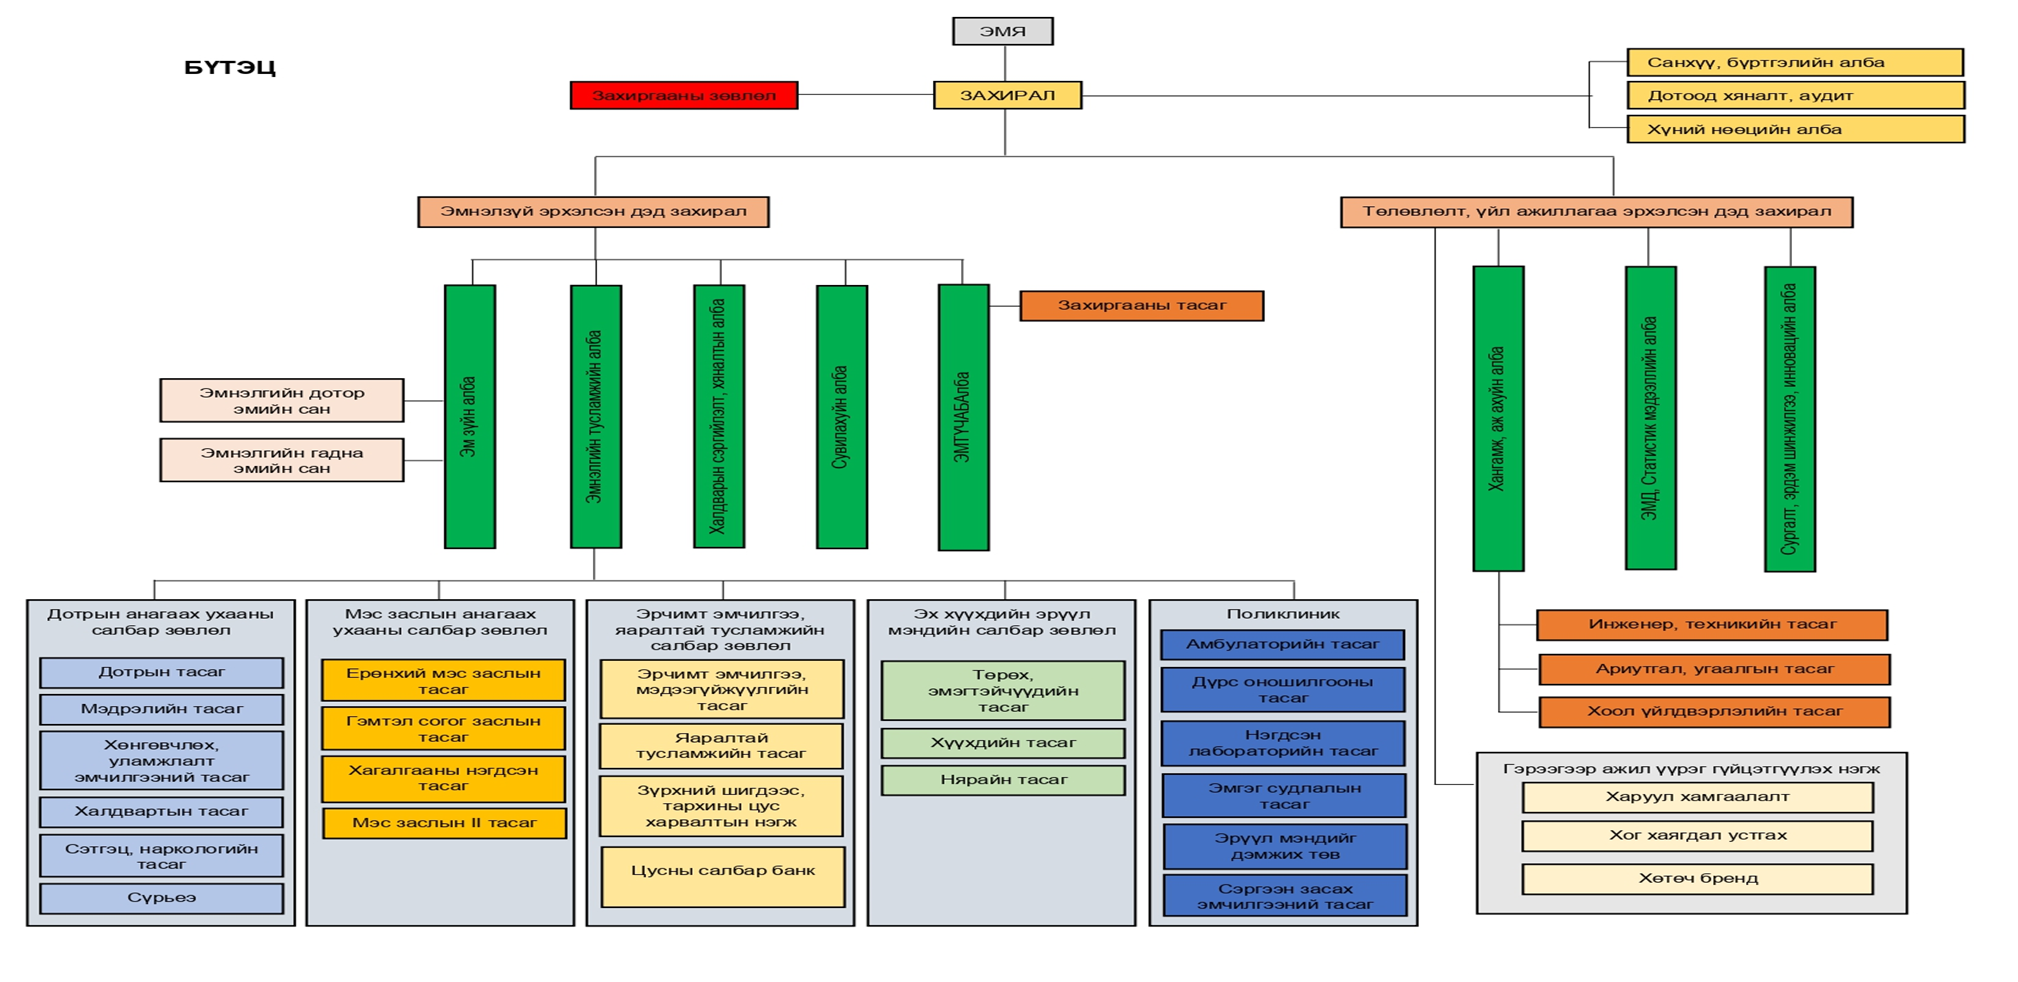 ЭМЯ
БҮТЭЦ
Захиргааны зөвлөл
ЗАХИРАЛ
Санхүү, бүртгэлийн алба
Дотоод хяналт, аудит
Хүний нөөцийн алба
Эмнэлзүй эрхэлсэн дэд захирал
Төлөвлөлт, үйл ажиллагаа эрхэлсэн дэд захирал
Эм зүйн алба
Эмнэлгийн тусламжийн алба
Халдварын сэргийлэлт, хяналтын алба
Сувилахуйн алба
ЭМТҮЧАБАлба
Захиргааны тасаг
Хангамж, аж ахуйн алба
ЭМД, Статистик мэдээллийн алба
Сургалт, эрдэм шинжилгээ, инновацийн алба
Эмнэлгийн дотор
эмийн сан
Эмнэлгийн гадна
эмийн сан
Дотрын анагаах ухааны
салбар зөвлөл
Дотрын тасаг
Мэдрэлийн тасаг
Хөнгөвчлөх,
уламжлалт
эмчилгээний тасаг
Халдвартын тасаг
Сэтгэц, наркологийн
тасаг
Сүрьеэ
Мэс заслын анагаах
ухааны салбар зөвлөл
Ерөнхий мэс заслын
тасаг
Гэмтэл согог заслын
тасаг
Хагалгааны нэгдсэн
тасаг
Мэс заслын II тасаг
Эрчимт эмчилгээ,
яаралтай тусламжийн
салбар зөвлөл
Эрчимт эмчилгээ,
мэдээгүйжүүлгийн
тасаг
Яаралтай
тусламжийн тасаг
Зүрхний шигдээс,
тархины цус
харвалтын нэгж
Цусны салбар банк
Эх хүүхдийн эрүүл
мэндийн салбар зөвлөл
Төрөх,
эмэгтэйчүүдийн
тасаг
Хүүхдийн тасаг
Нярайн тасаг
Поликлиник
Амбулаторийн тасаг
Дүрс оношилгооны
тасаг
Нэгдсэн
лабораторийн тасаг
Эмгэг судлалын
тасаг
Эрүүл мэндийг
дэмжих төв
Сэргээн засах
эмчилгээний тасаг
Инженер, техникийн тасаг
Ариутгал, угаалгын тасаг
Хоол үйлдвэрлэлийн тасаг
Гэрээгээр ажил үүрэг гүйцэтгүүлэх нэгж
Харуул хамгаалалт
Хог хаягдал устгах
Хөтөч бренд